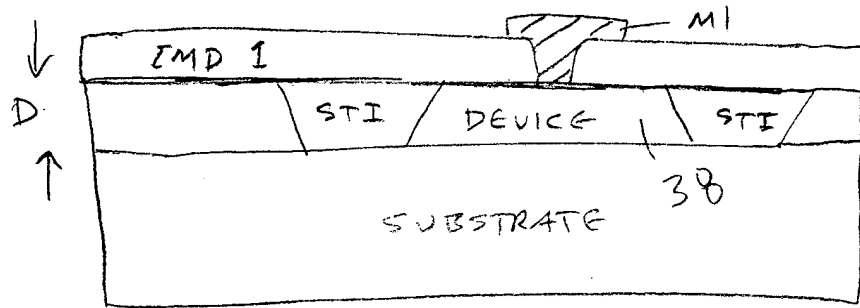 M1
IMD 1
D
STI
DEVICE
STI
38
SUBSTRATE